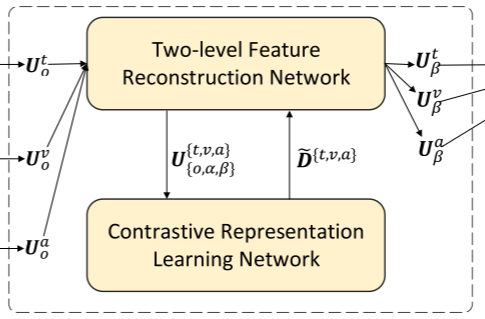 Two-level Feature
Reconstruction Network
U_o^t
U_o^v
U_o^a
U_β^t
U_β^v
U_β^a
U_{o,α,β}^{t,v,a}
D̃^{t,v,a}
Contrastive Representation
Learning Network